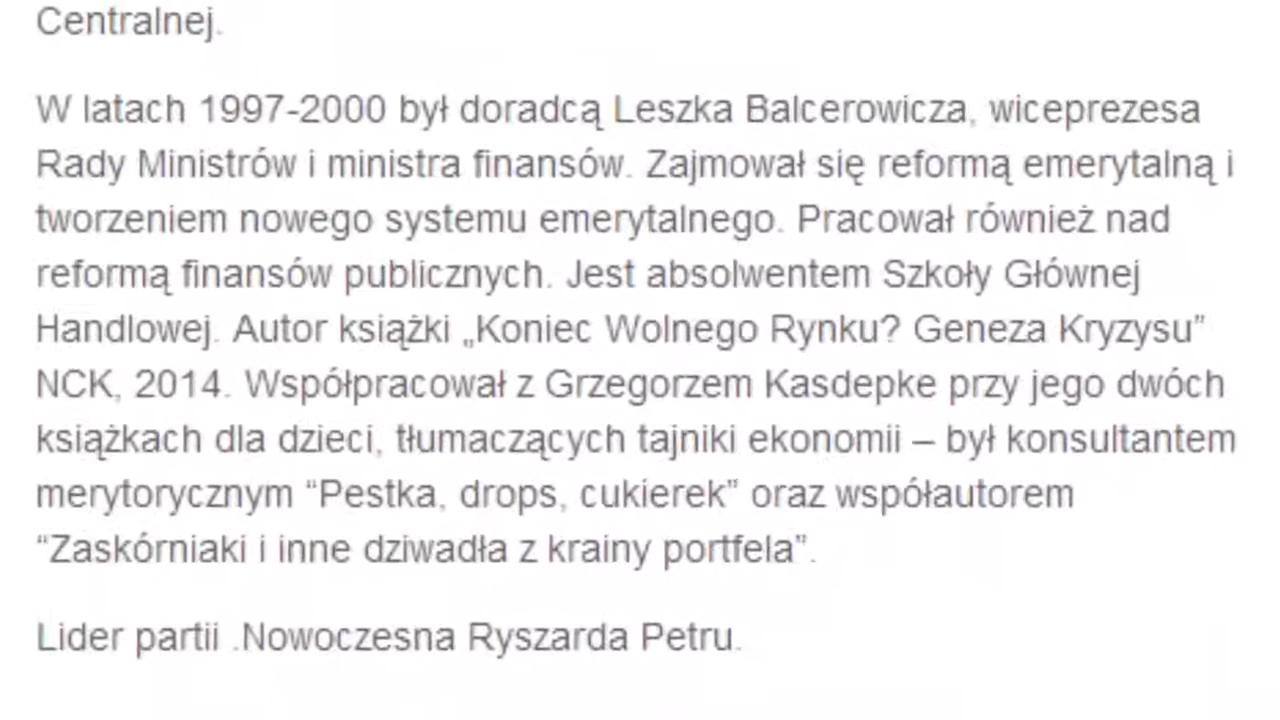 Centralnej.
W latach 1997-2000 był doradcą Leszka Balcerowicza, wiceprezesa
Rady Ministrów i ministra finansów. Zajmował się reformą emerytalną i
tworzeniem nowego systemu emerytalnego. Pracował również nad
reformą finansów publicznych. Jest absolwentem Szkoły Głównej
Handlowej. Autor książki „Koniec Wolnego Rynku? Geneza Kryzysu”
NCK, 2014. Współpracował z Grzegorzem Kasdepke przy jego dwóch
książkach dla dzieci, tłumaczących tajniki ekonomii – był konsultantem
merytorycznym “Pestka, drops, cukierek” oraz współautorem
“Zaskórniaki i inne dziwadła z krainy portfela”.
Lider partii .Nowoczesna Ryszarda Petru.